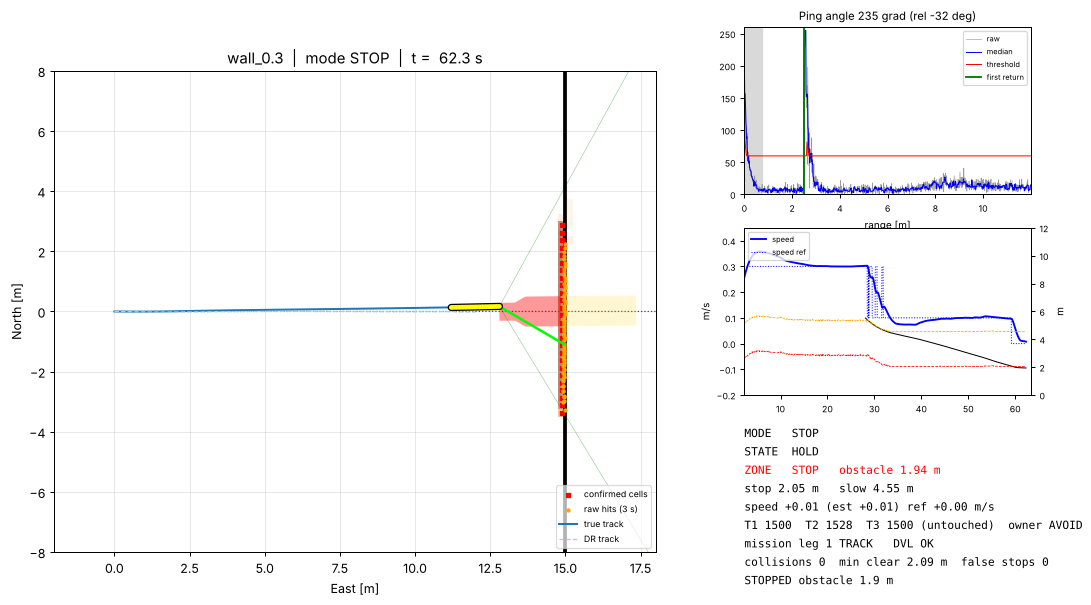 wall_0.3 | mode STOP | t = 62.3 s
8
6
4
2
0
−2
−4
−6
−8
North [m]
0.0 2.5 5.0 7.5 10.0 12.5 15.0 17.5
East [m]
confirmed cells
raw hits (3 s)
true track
DR track
Ping angle 235 grad (rel -32 deg)
250
200
150
100
50
0
0 2 4 6 8 10
range [m]
raw
median
threshold
first return
0.4
0.3
0.2
0.1
0.0
−0.1
−0.2
m/s
speed
speed ref
12
10
8
6
4
2
0
m
10 20 30 40 50 60
MODE STOP
STATE HOLD
ZONE STOP obstacle 1.94 m
stop 2.05 m slow 4.55 m
speed +0.01 (est +0.01) ref +0.00 m/s
T1 1500 T2 1528 T3 1500 (untouched) owner AVOID
mission leg 1 TRACK DVL OK
collisions 0 min clear 2.09 m false stops 0
STOPPED obstacle 1.9 m